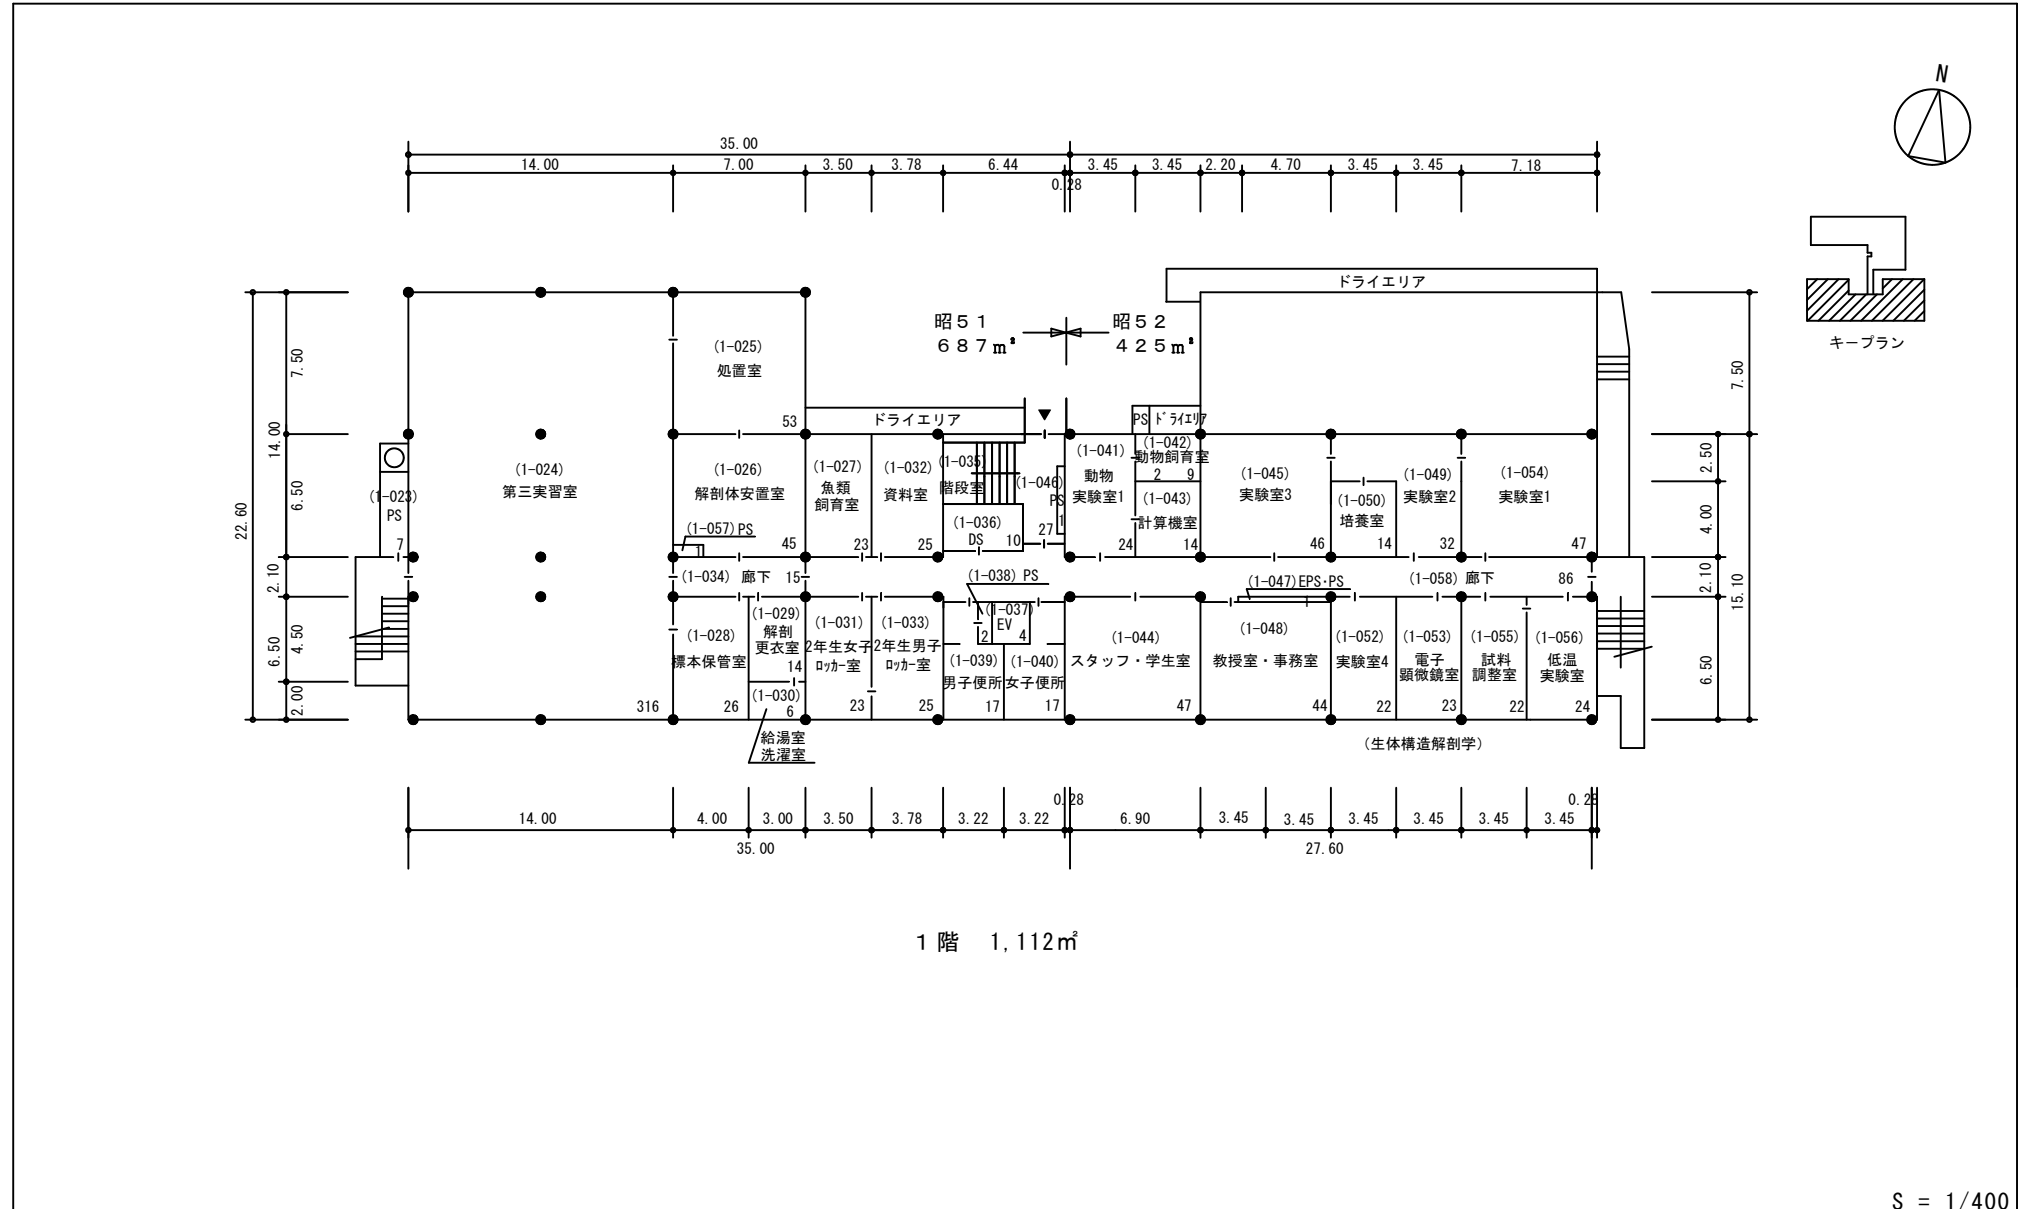 N
35.00
14.00 7.00 3.50 3.78 6.44 0.28 3.45 3.45 2.20 4.70 3.45 3.45 7.18
ドライエリア
昭51
687m²
昭52
425m²
キープラン
22.60
14.00
7.50
6.50
2.10
6.50
4.50
2.00
(1-023)
PS
7
(1-024)
第三実習室
316
(1-025)
処置室
53
(1-026)
解剖体安置室
45
(1-057)PS
1
(1-027)
魚類
飼育室
23
ドライエリア
(1-032)
資料室
25
(1-035)
階段室
(1-036)
DS
10
(1-046)
PS
1
27
(1-041)
動物
実験室1
24
PS
ドライエリア
(1-042)
動物飼育室
2 9
(1-043)
計算機室
14
(1-045)
実験室3
46
(1-050)
培養室
14
(1-049)
実験室2
32
(1-054)
実験室1
47
(1-034) 廊下 15
(1-038) PS
2
(1-047)EPS・PS
(1-058) 廊下 86
(1-028)
標本保管室
26
(1-029)
解剖
更衣室
14
(1-030)
6
給湯室
洗濯室
(1-031)
2年生女子
ロッカー室
23
(1-033)
2年生男子
ロッカー室
25
(1-037)
EV
4
(1-039)
男子便所
17
(1-040)
女子便所
17
(1-044)
スタッフ・学生室
47
(1-048)
教授室・事務室
44
(1-052)
実験室4
22
(1-053)
電子
顕微鏡室
23
(1-055)
試料
調整室
22
(1-056)
低温
実験室
24
(生体構造解剖学)
7.50
2.50
4.00
2.10
6.50
15.10
14.00 4.00 3.00 3.50 3.78 3.22 3.22 0.28 6.90 3.45 3.45 3.45 3.45 3.45 3.45 0.28
35.00 27.60
1階 1,112㎡
S = 1/400